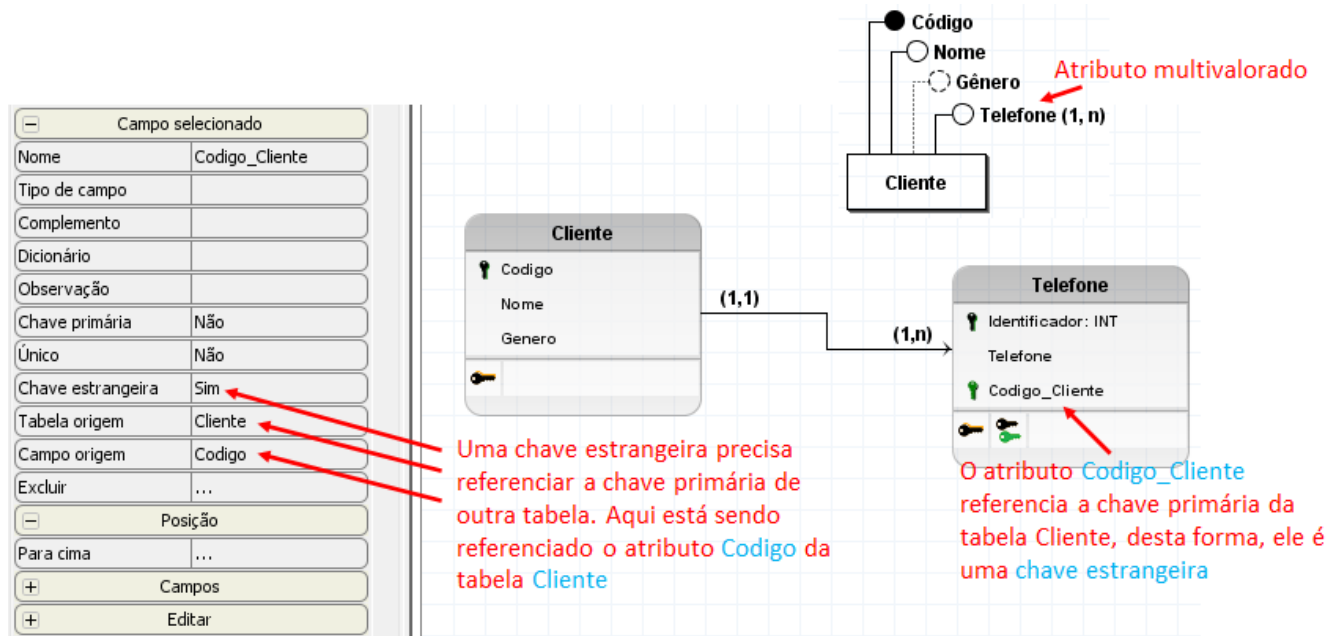 Código
Nome
Gênero
Telefone (1, n)
Atributo multivalorado
Cliente
Campo selecionado
Nome Codigo_Cliente
Tipo de campo
Complemento
Dicionário
Observação
Chave primária Não
Único Não
Chave estrangeira Sim
Tabela origem Cliente
Campo origem Codigo
Excluir ...
Posição
Para cima ...
Campos
Editar
Cliente
Codigo
Nome
Genero
(1,1)
(1,n)
Telefone
Identificador: INT
Telefone
Codigo_Cliente
Uma chave estrangeira precisa
referenciar a chave primária de
outra tabela. Aqui está sendo
referenciado o atributo Codigo da
tabela Cliente
O atributo Codigo_Cliente
referencia a chave primária da
tabela Cliente, desta forma, ele é
uma chave estrangeira